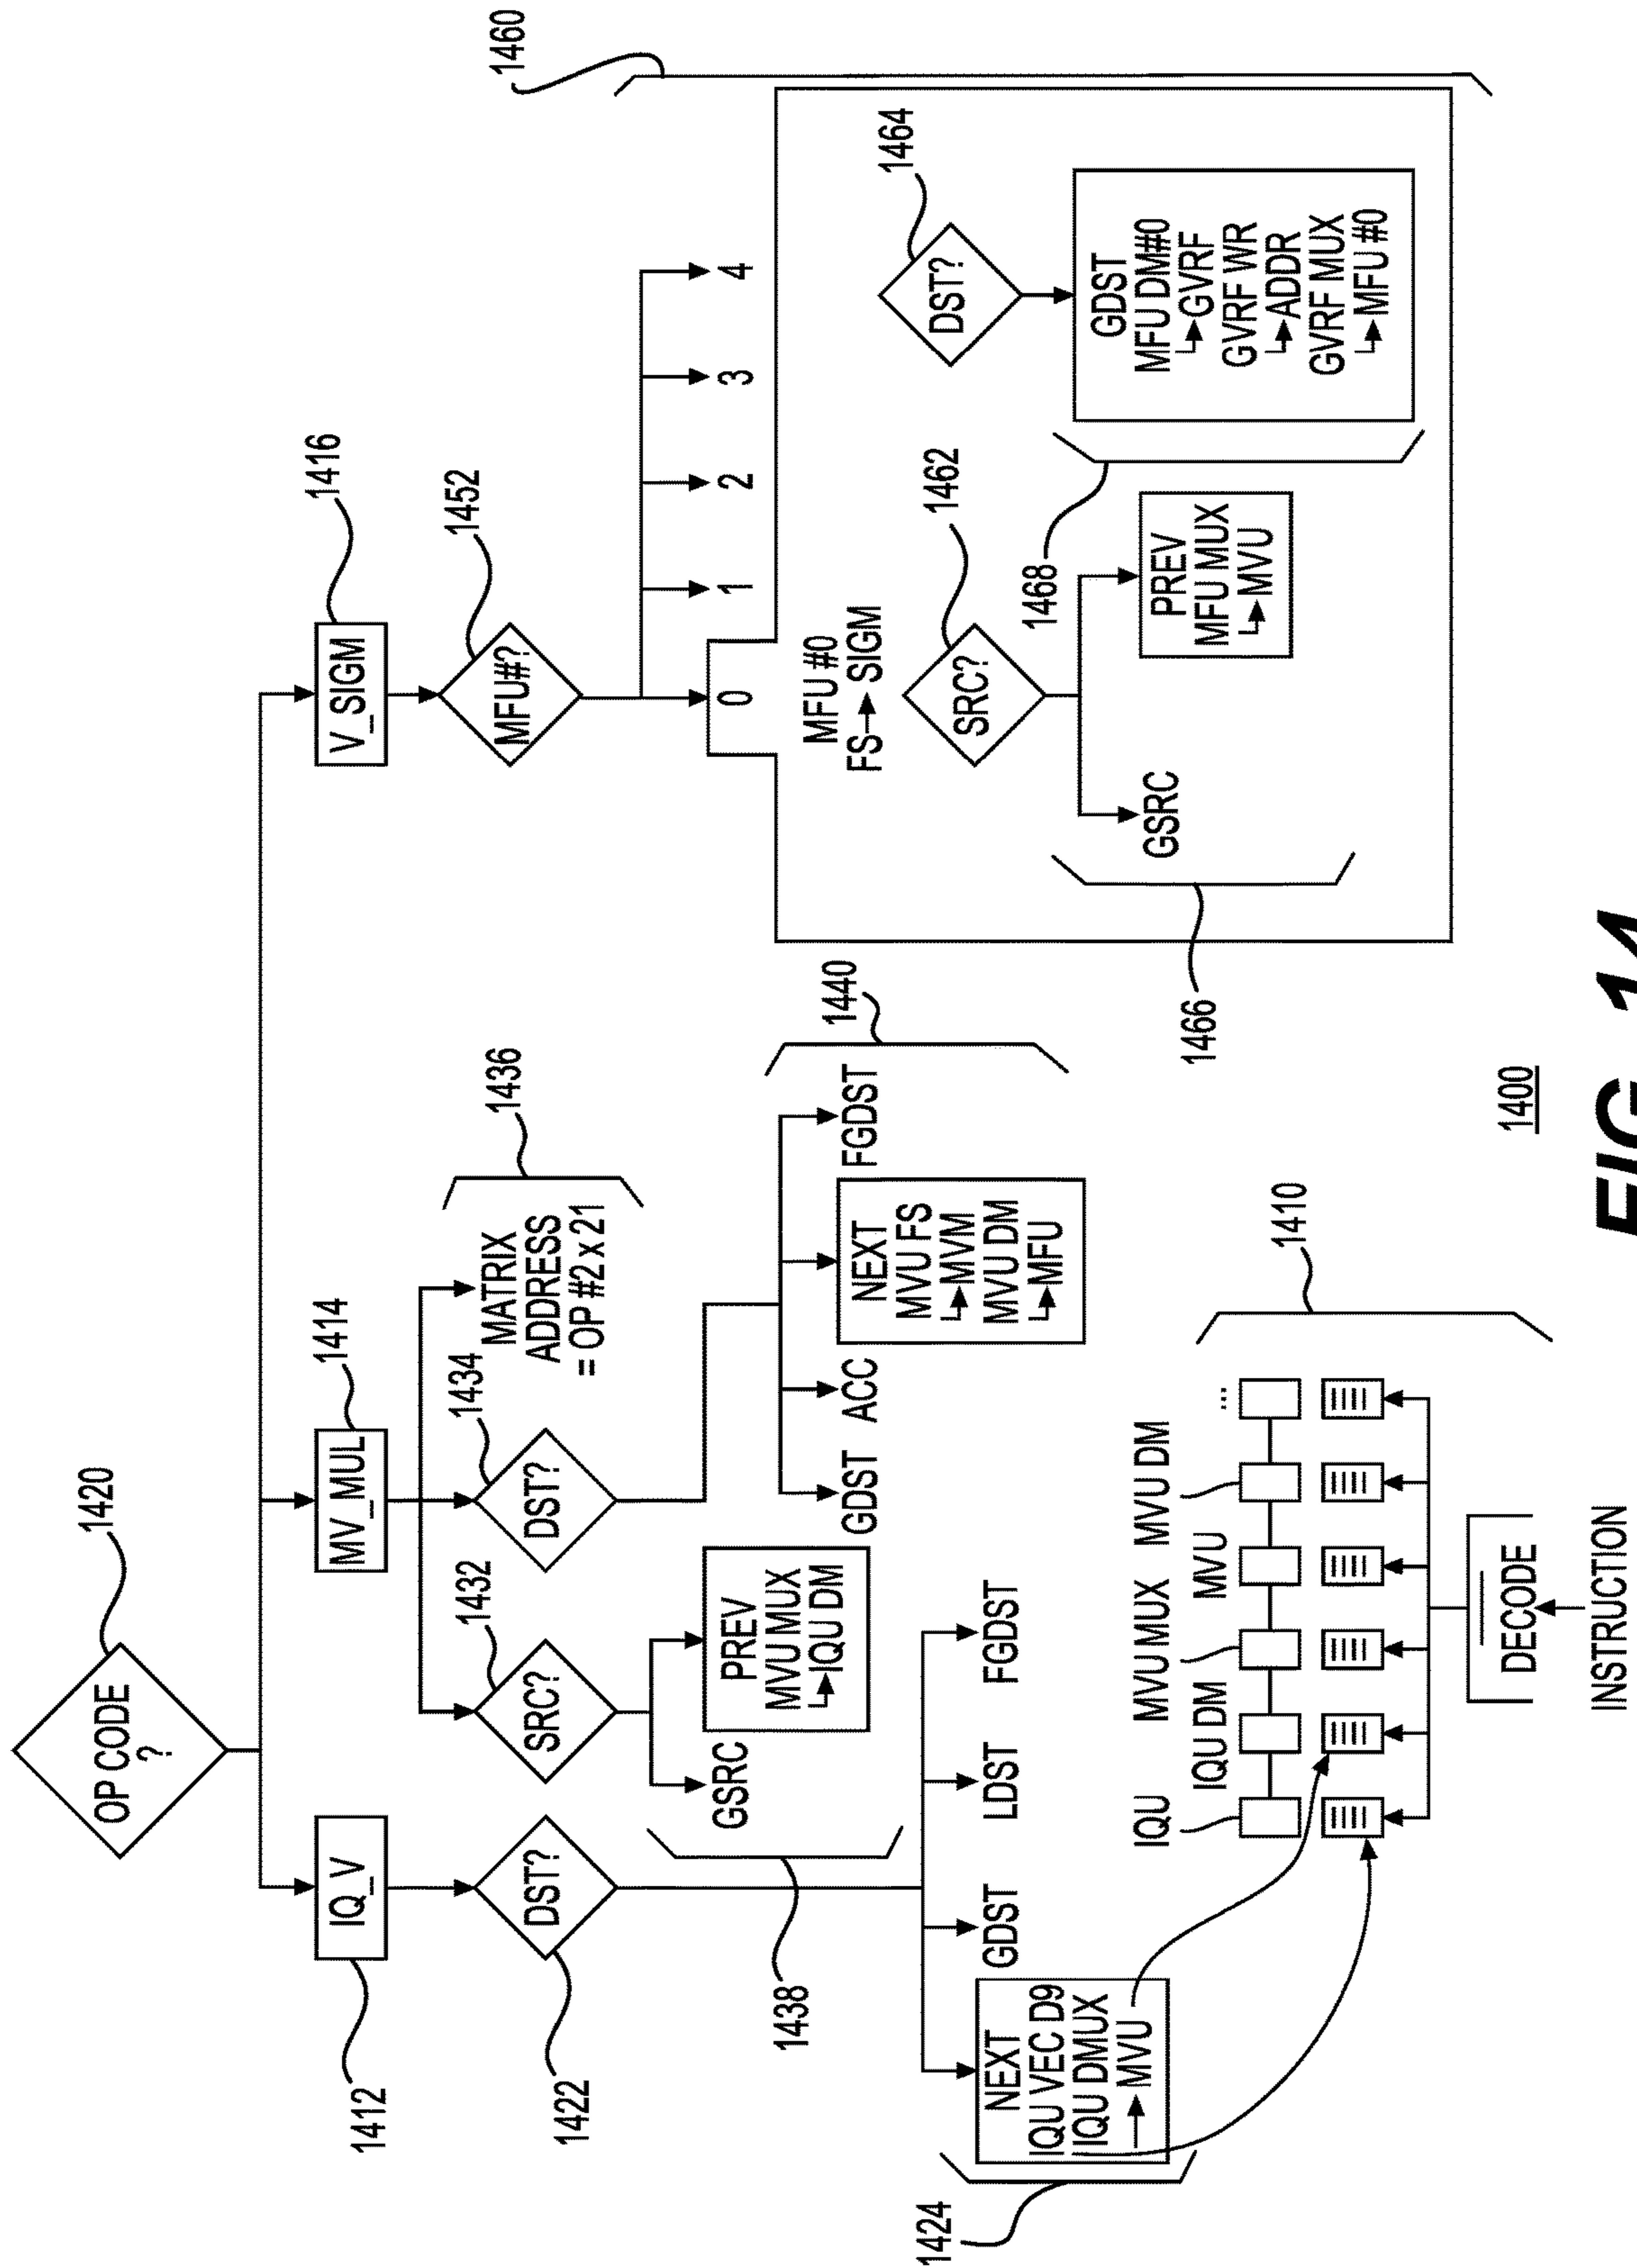 1420
OP CODE
?
1412
IQ_V
1414
MV_MUL
1416
V_SIGM
1422
DST?
1432
SRC?
1434
DST?
1436
MATRIX
ADDRESS
= OP #2 x 21
1452
MFU#?
0
1
2
3
4
1460
1438
GSRC
PREV
MVU MUX
IQU DM
1440
GDST
ACC
NEXT
MVU FS
MVM
MVU DM
MFU
FGDST
1424
NEXT
IQU VEC D9
IQU DMUX
MVU
GDST
LDST
FGDST
MFU #0
FS SIGM
1462
SRC?
1464
DST?
1466
GSRC
PREV
MFU MUX
MVU
1468
GDST
MFU DM#0
GVRF
GVRF WR
ADDR
GVRF MUX
MFU #0
IQU
IQU DM
MVU MUX
MVU
MVU DM
...
1410
DECODE
INSTRUCTION
1400
FIG. 14